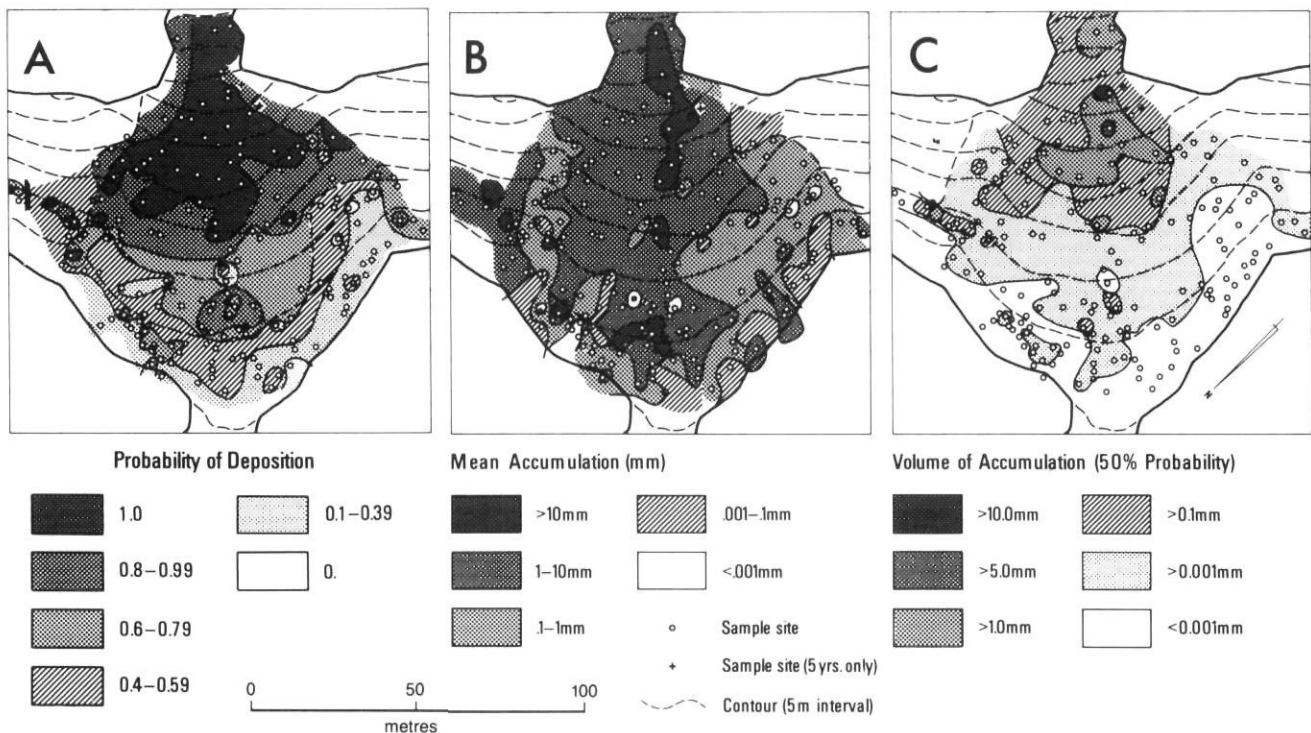 A
B
C
N
Probability of Deposition
1.0
0.8–0.99
0.6–0.79
0.4–0.59
0.1–0.39
0.
0 50 100
metres
Mean Accumulation (mm)
>10mm
1–10mm
.1–1mm
.001–.1mm
<.001mm
Sample site
Sample site (5 yrs. only)
Contour (5m interval)
Volume of Accumulation (50% Probability)
>10.0mm
>5.0mm
>1.0mm
>0.1mm
>0.001mm
<0.001mm